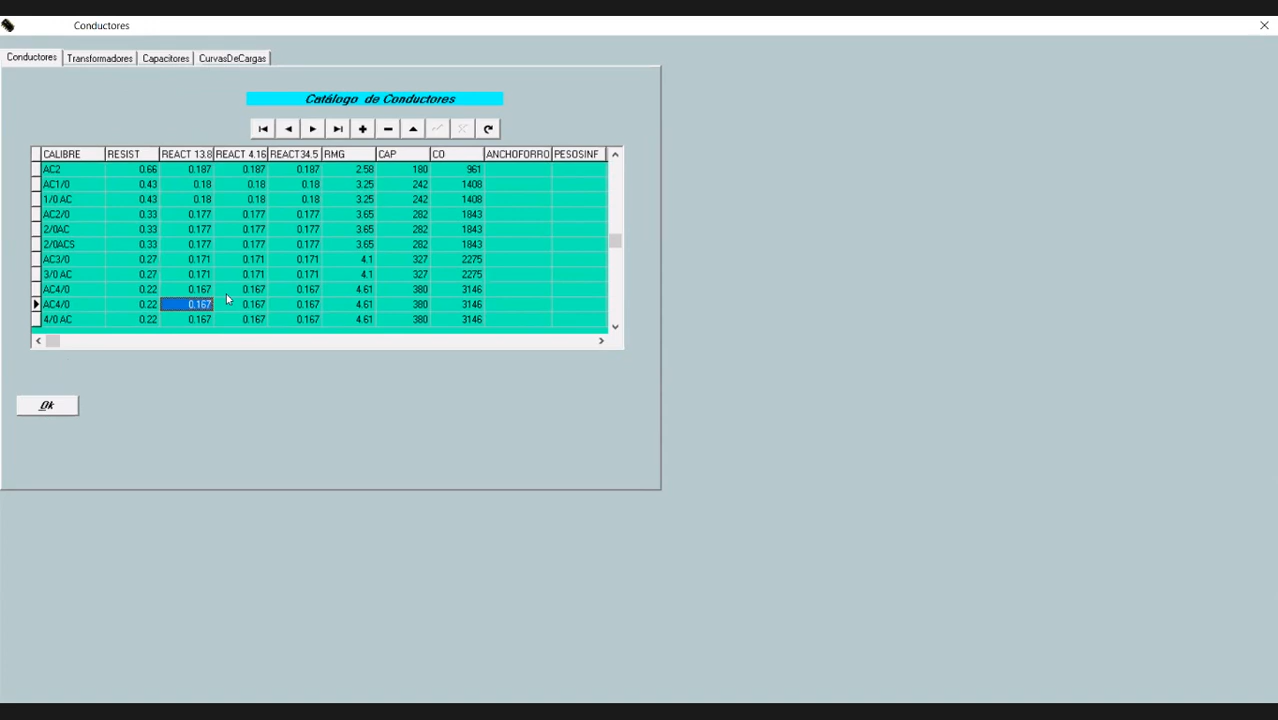 Conductores
Conductores Transformadores Capacitores CurvasDeCargas
Catálogo de Conductores
CALIBRE RESIST REACT 13.8 REACT 4.16 REACT34.5 RMG CAP CO ANCHOFORRO PESOSINF
AC2 0.66 0.187 0.187 0.187 2.58 180 961
AC1/0 0.43 0.18 0.18 0.18 3.25 242 1408
1/0 AC 0.43 0.18 0.18 0.18 3.25 242 1408
AC2/0 0.33 0.177 0.177 0.177 3.65 282 1843
2/0AC 0.33 0.177 0.177 0.177 3.65 282 1843
2/0ACS 0.33 0.177 0.177 0.177 3.65 282 1843
AC3/0 0.27 0.171 0.171 0.171 4.1 327 2275
3/0 AC 0.27 0.171 0.171 0.171 4.1 327 2275
AC4/0 0.22 0.167 0.167 0.167 4.61 380 3146
AC4/0 0.22 0.167 0.167 0.167 4.61 380 3146
4/0 AC 0.22 0.167 0.167 0.167 4.61 380 3146
Ok